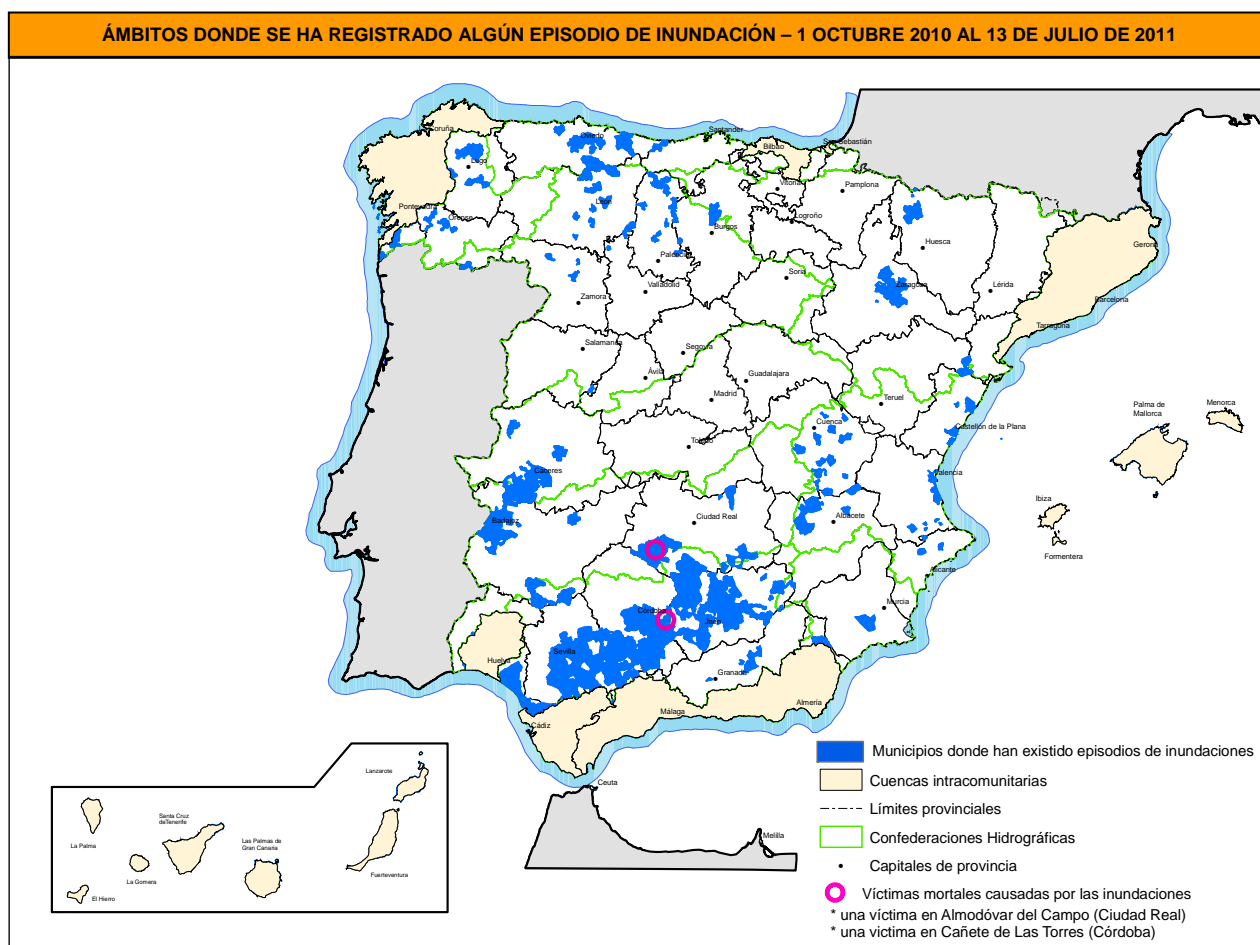 ÁMBITOS DONDE SE HA REGISTRADO ALGÚN EPISODIO DE INUNDACIÓN – 1 OCTUBRE 2010 AL 13 DE JULIO DE 2011
Coruña
Oviedo
Santander
Bilbao
San Sebastián
Lugo
Vitoria
Pamplona
Pontevedra
Orense
León
Logroño
Burgos
Huesca
Gerona
Palencia
Soria
Zaragoza
Lérida
Barcelona
Zamora
Valladolid
Tarragona
Salamanca
Segovia
Ávila
Guadalajara
Madrid
Teruel
Palma de
Mallorca
Menorca
Cuenca
Castellón de la Plana
Toledo
Cáceres
Valencia
Ibiza
Badajoz
Ciudad Real
Albacete
Formentera
Alicante
Murcia
Córdoba
Jaén
Sevilla
Huelva
Granada
Almería
Málaga
Cádiz
Ceuta
Melilla
Lanzarote
Santa Cruz
deTenerife
La Palma
Las Palmas de
Gran Canaria
La Gomera
Fuerteventura
El Hierro
Municipios donde han existido episodios de inundaciones
Cuencas intracomunitarias
Límites provinciales
Confederaciones Hidrográficas
Capitales de provincia
Víctimas mortales causadas por las inundaciones
* una víctima en Almodóvar del Campo (Ciudad Real)
* una victima en Cañete de Las Torres (Córdoba)